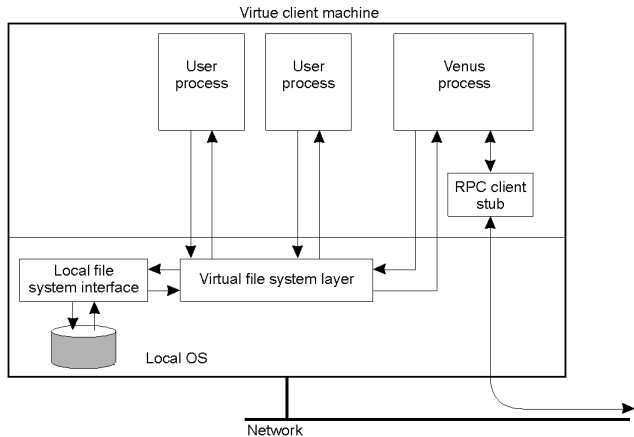 Virtue client machine
User
process
User
process
Venus
process
RPC client
stub
Local file
system interface
Virtual file system layer
Local OS
Network